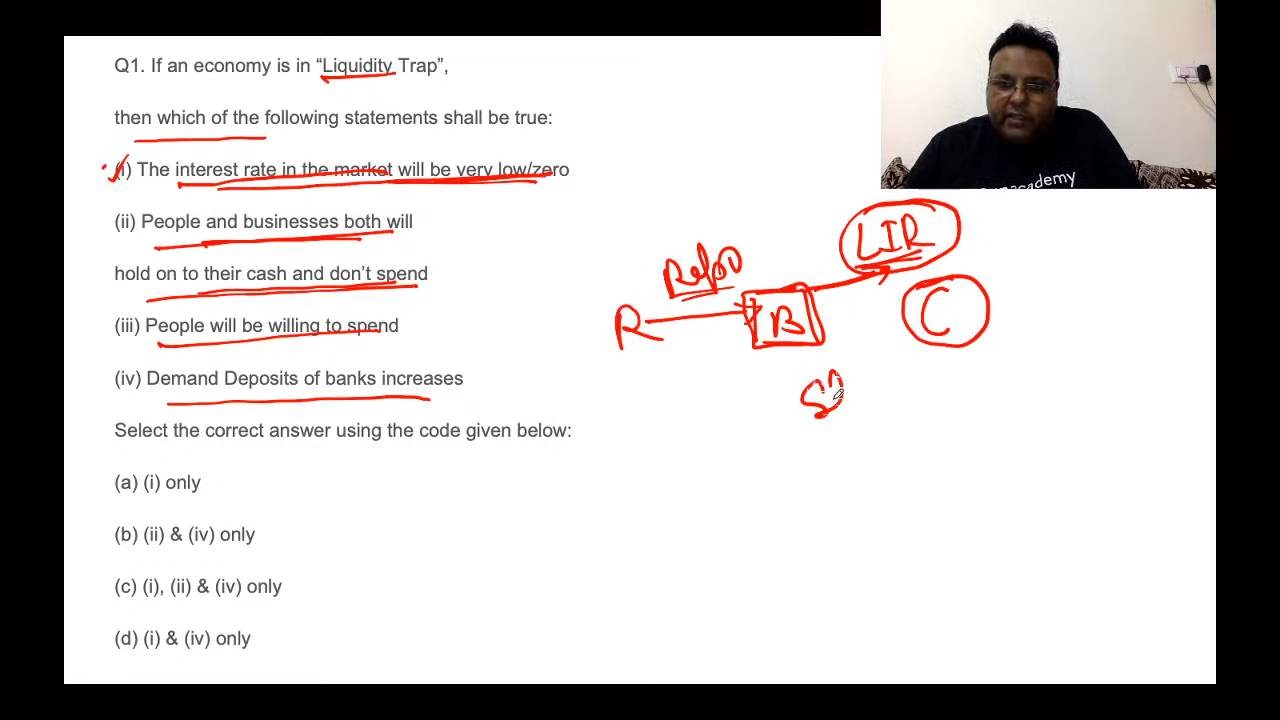 Q1. If an economy is in “Liquidity Trap”,
then which of the following statements shall be true:
(i) The interest rate in the market will be very low/zero
(ii) People and businesses both will
hold on to their cash and don’t spend
(iii) People will be willing to spend
(iv) Demand Deposits of banks increases
Select the correct answer using the code given below:
(a) (i) only
(b) (ii) & (iv) only
(c) (i), (ii) & (iv) only
(d) (i) & (iv) only
LIR
R
B
C